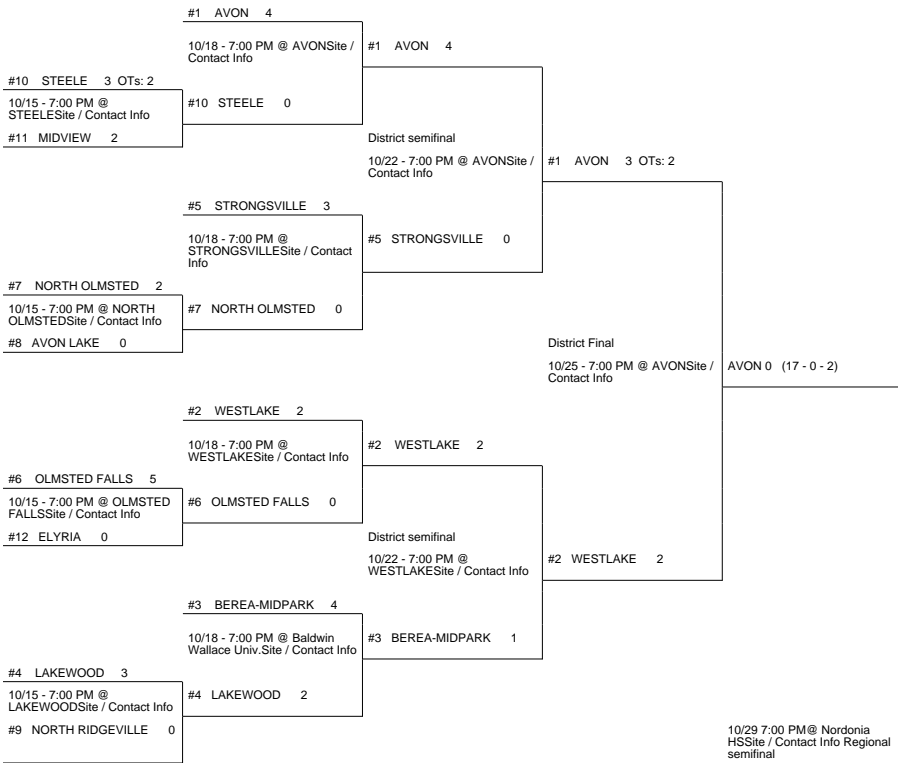 #1 AVON 4
10/18 - 7:00 PM @ AVONSite /
Contact Info
#1 AVON 4
#10 STEELE 3 OTs: 2
10/15 - 7:00 PM @
STEELESite / Contact Info
#10 STEELE 0
#11 MIDVIEW 2
District semifinal
10/22 - 7:00 PM @ AVONSite /
Contact Info
#1 AVON 3 OTs: 2
#5 STRONGSVILLE 3
10/18 - 7:00 PM @
STRONGSVILLESite / Contact
Info
#5 STRONGSVILLE 0
#7 NORTH OLMSTED 2
10/15 - 7:00 PM @ NORTH
OLMSTEDSite / Contact Info
#7 NORTH OLMSTED 0
#8 AVON LAKE 0
District Final
10/25 - 7:00 PM @ AVONSite /
Contact Info
AVON 0 (17 - 0 - 2)
#2 WESTLAKE 2
10/18 - 7:00 PM @
WESTLAKESite / Contact Info
#2 WESTLAKE 2
#6 OLMSTED FALLS 5
10/15 - 7:00 PM @ OLMSTED
FALLSSite / Contact Info
#6 OLMSTED FALLS 0
#12 ELYRIA 0
District semifinal
10/22 - 7:00 PM @
WESTLAKESite / Contact Info
#2 WESTLAKE 2
#3 BEREA-MIDPARK 4
10/18 - 7:00 PM @ Baldwin
Wallace Univ.Site / Contact Info
#3 BEREA-MIDPARK 1
#4 LAKEWOOD 3
10/15 - 7:00 PM @
LAKEWOODSite / Contact Info
#4 LAKEWOOD 2
#9 NORTH RIDGEVILLE 0
10/29 7:00 PM@ Nordonia
HSSite / Contact Info Regional
semifinal